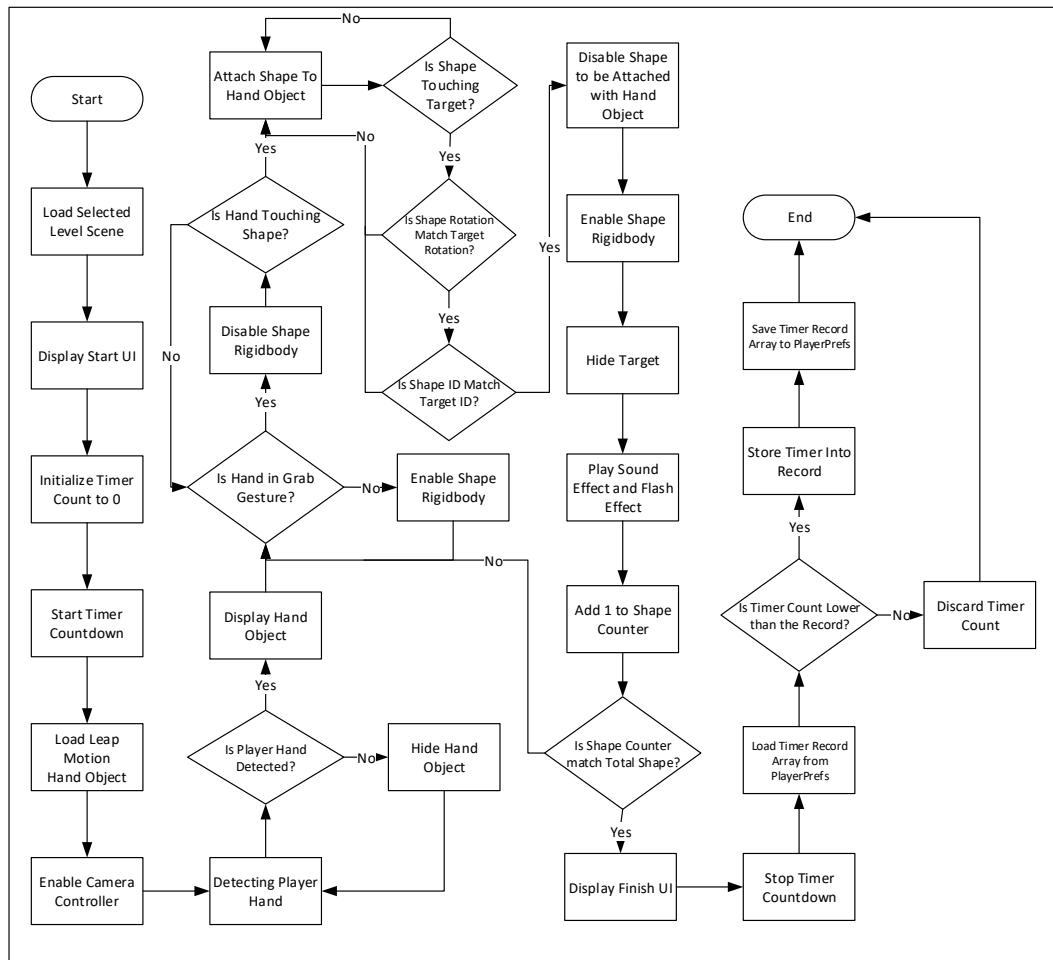 Start
Load Selected
Level Scene
Display Start UI
Initialize Timer
Count to 0
Start Timer
Countdown
Load Leap
Motion
Hand Object
Enable Camera
Controller
Detecting Player
Hand
Is Player Hand
Detected?
No
Hide Hand
Object
Yes
Display Hand
Object
Is Hand in Grab
Gesture?
No
Enable Shape
Rigidbody
Yes
Disable Shape
Rigidbody
Is Hand Touching
Shape?
No
Yes
Attach Shape To
Hand Object
Is Shape
Touching
Target?
No
Yes
Is Shape Rotation
Match Target
Rotation?
No
Yes
Is Shape ID Match
Target ID?
Yes
Disable Shape
to be Attached
with Hand
Object
Enable Shape
Rigidbody
Hide Target
Play Sound
Effect and Flash
Effect
Add 1 to Shape
Counter
Is Shape Counter
match Total Shape?
No
Yes
Display Finish UI
Stop Timer
Countdown
Load Timer Record
Array from
PlayerPrefs
Is Timer Count Lower
than the Record?
No
Discard Timer
Count
Yes
Store Timer Into
Record
Save Timer Record
Array to PlayerPrefs
End